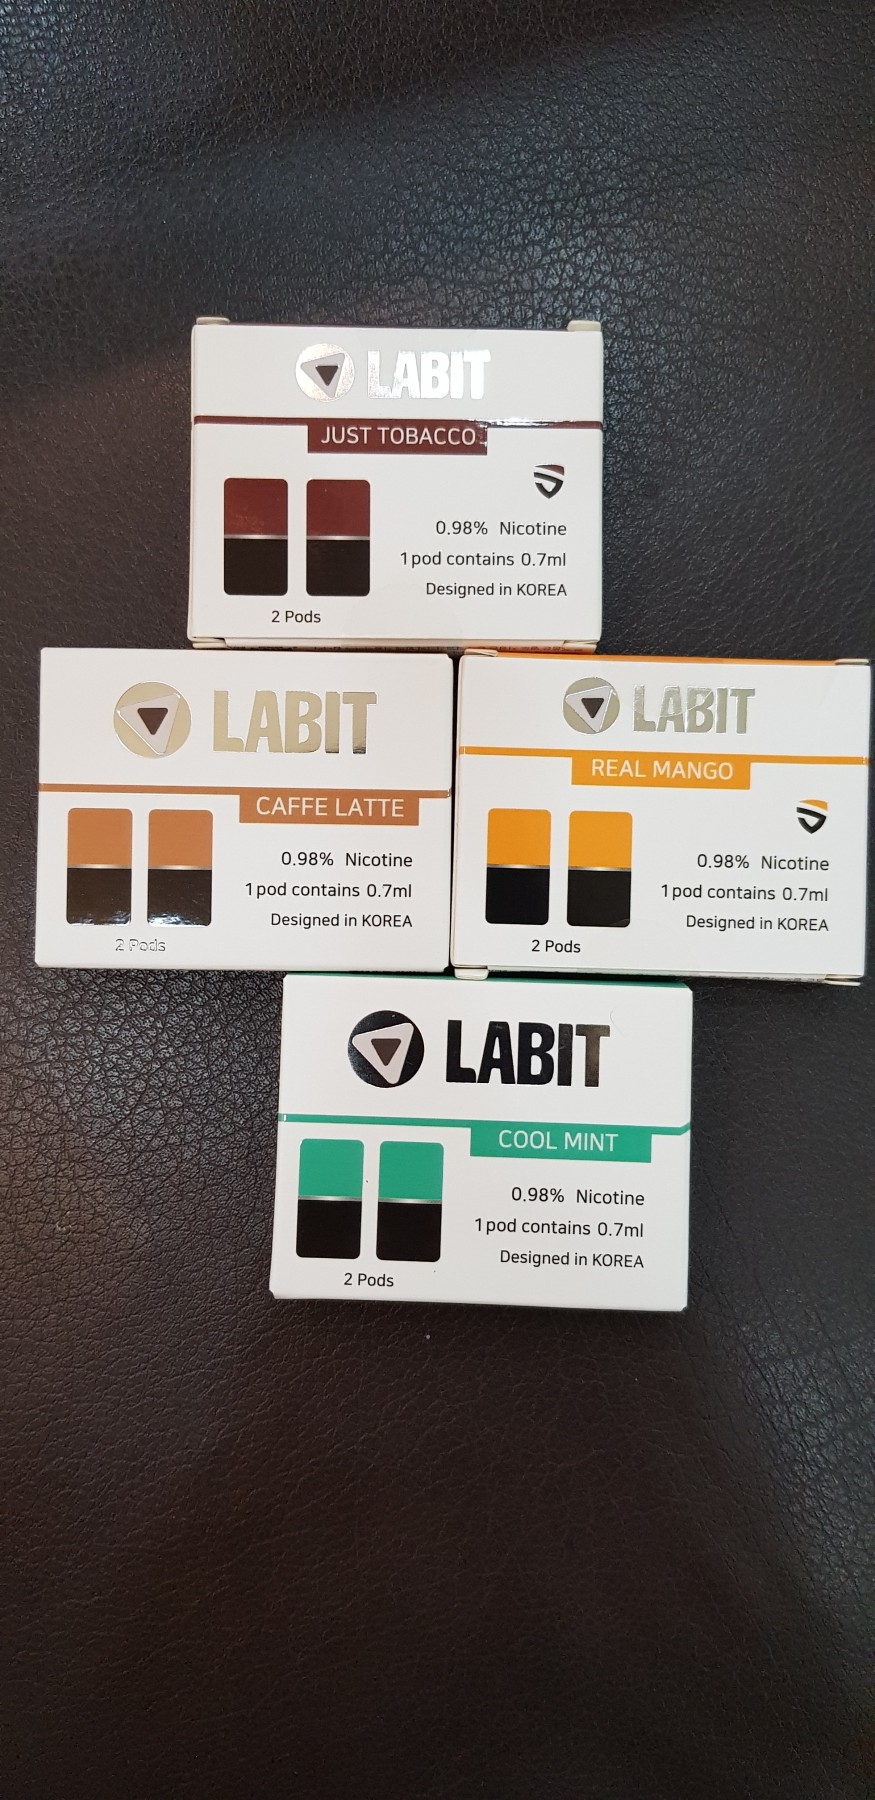 LABIT
JUST TOBACCO
0.98% Nicotine
1 pod contains 0.7ml
Designed in KOREA
2 Pods
LABIT
CAFFE LATTE
0.98% Nicotine
1 pod contains 0.7ml
Designed in KOREA
2 Pods
LABIT
REAL MANGO
0.98% Nicotine
1 pod contains 0.7ml
Designed in KOREA
2 Pods
LABIT
COOL MINT
0.98% Nicotine
1 pod contains 0.7ml
Designed in KOREA
2 Pods